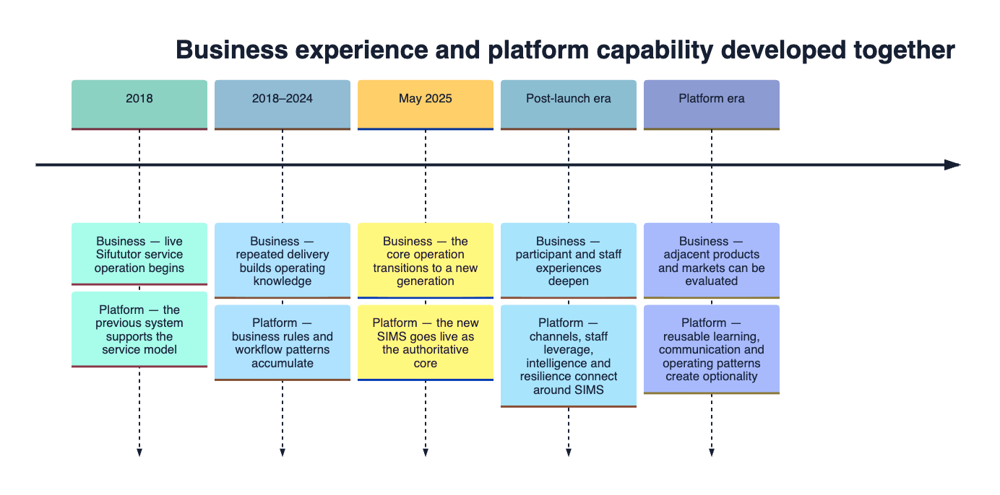 Business experience and platform capability developed together
2018
2018–2024
May 2025
Post-launch era
Platform era
Business — live
Sifututor service
operation begins
Platform — the
previous system
supports the
service model
Business —
repeated delivery
builds operating
knowledge
Platform —
business rules and
workflow patterns
accumulate
Business — the
core operation
transitions to a new
generation
Platform — the new
SIMS goes live as
the authoritative
core
Business —
participant and staff
experiences
deepen
Platform —
channels, staff
leverage,
intelligence and
resilience connect
around SIMS
Business —
adjacent products
and markets can be
evaluated
Platform —
reusable learning,
communication and
operating patterns
create optionality